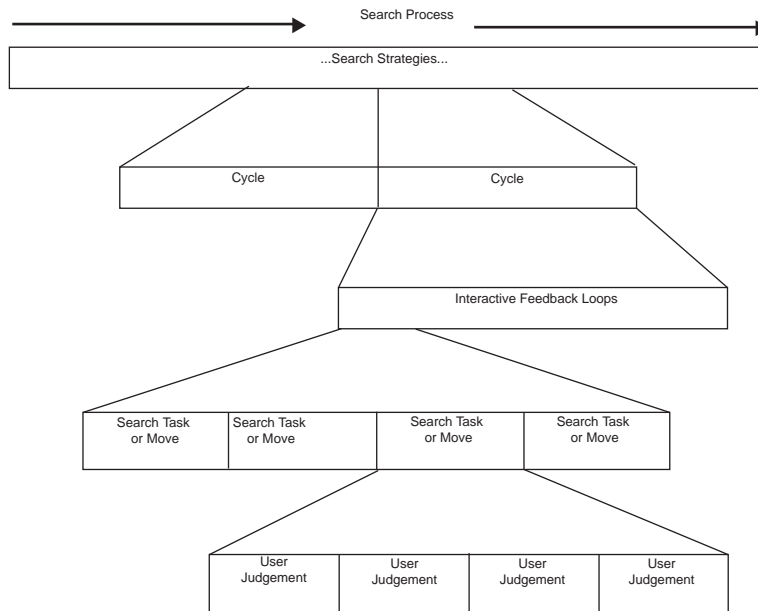 Search Process
...Search Strategies...
Cycle
Cycle
Interactive Feedback Loops
Search Task
or Move
Search Task
or Move
Search Task
or Move
Search Task
or Move
User
Judgement
User
Judgement
User
Judgement
User
Judgement